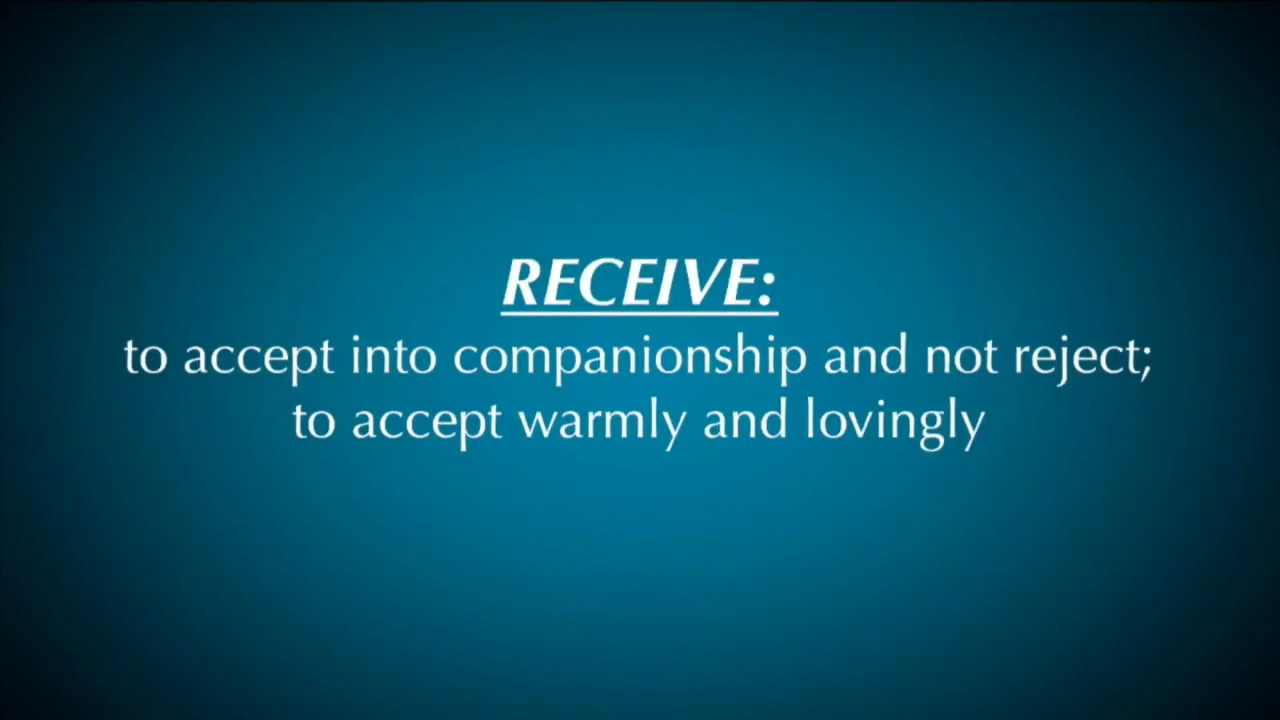 RECEIVE:
to accept into companionship and not reject;
to accept warmly and lovingly